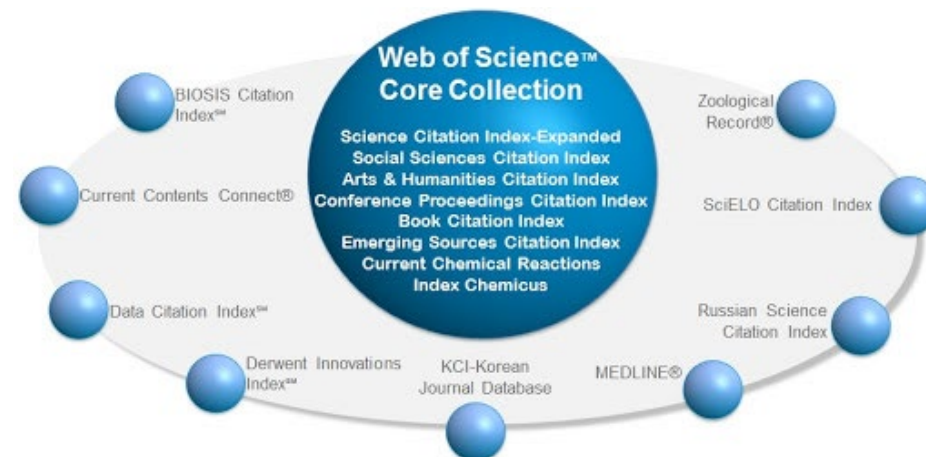 Web of Science™
Core Collection
Science Citation Index-Expanded
Social Sciences Citation Index
Arts & Humanities Citation Index
Conference Proceedings Citation Index
Book Citation Index
Emerging Sources Citation Index
Current Chemical Reactions
Index Chemicus
BIOSIS Citation
Index℠
Current Contents Connect®
Data Citation Index℠
Derwent Innovations
Index℠
KCI-Korean
Journal Database
MEDLINE®
Russian Science
Citation Index
SciELO Citation Index
Zoological
Record®